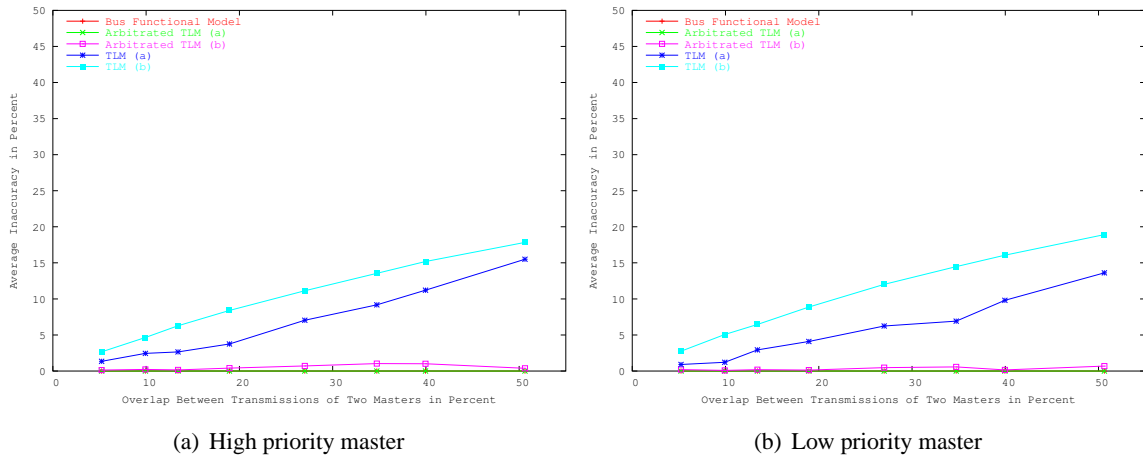 50
45
40
35
30
25
20
15
10
5
0
Average Inaccuracy in Percent
Bus Functional Model
Arbitrated TLM (a)
Arbitrated TLM (b)
TLM (a)
TLM (b)
0 10 20 30 40 50
Overlap Between Transmissions of Two Masters in Percent
(a) High priority master
50
45
40
35
30
25
20
15
10
5
0
Average Inaccuracy in Percent
Bus Functional Model
Arbitrated TLM (a)
Arbitrated TLM (b)
TLM (a)
TLM (b)
0 10 20 30 40 50
Overlap Between Transmissions of Two Masters in Percent
(b) Low priority master